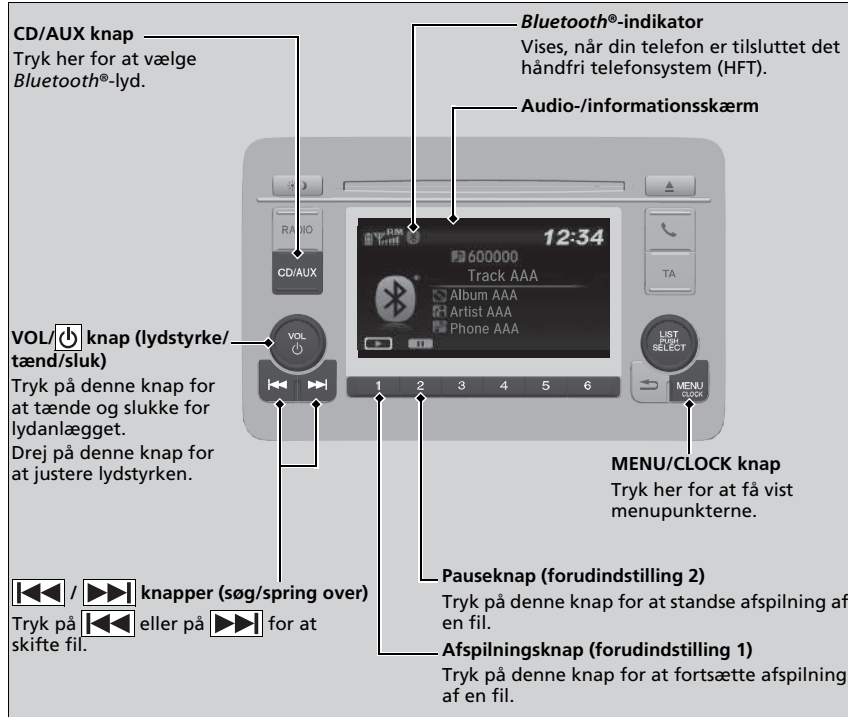 CD/AUX knap
Tryk her for at vælge
Bluetooth®-lyd.
Bluetooth®-indikator
Vises, når din telefon er tilsluttet det
håndfri telefonsystem (HFT).
Audio-/informationsskærm
RADIO
CD/AUX
12:34
600000
Track AAA
Album AAA
Artist AAA
Phone AAA
TA
VOL
LIST
PUSH
SELECT
1 2 3 4 5 6
MENU
CLOCK
VOL/ knap (lydstyrke/
tænd/sluk)
Tryk på denne knap for
at tænde og slukke for
lydanlægget.
Drej på denne knap for
at justere lydstyrken.
MENU/CLOCK knap
Tryk her for at få vist
menupunkterne.
/ knapper (søg/spring over)
Tryk på eller på for at
skifte fil.
Pauseknap (forudindstilling 2)
Tryk på denne knap for at standse afspilning af
en fil.
Afspilningsknap (forudindstilling 1)
Tryk på denne knap for at fortsætte afspilning
af en fil.